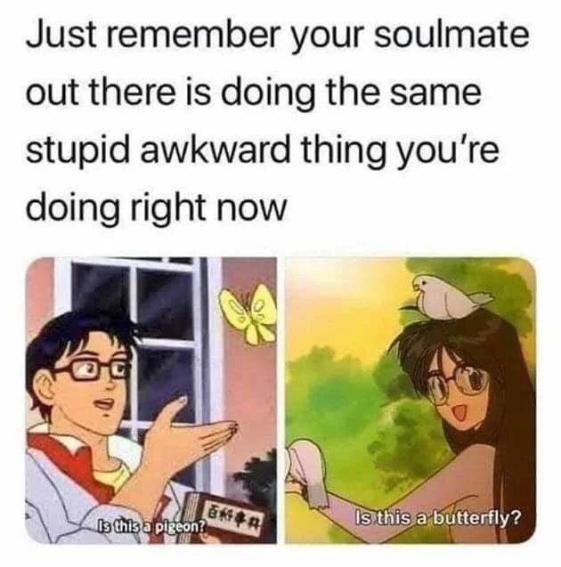 Just remember your soulmate
out there is doing the same
stupid awkward thing you're
doing right now
Is this a pigeon?
Is this a butterfly?